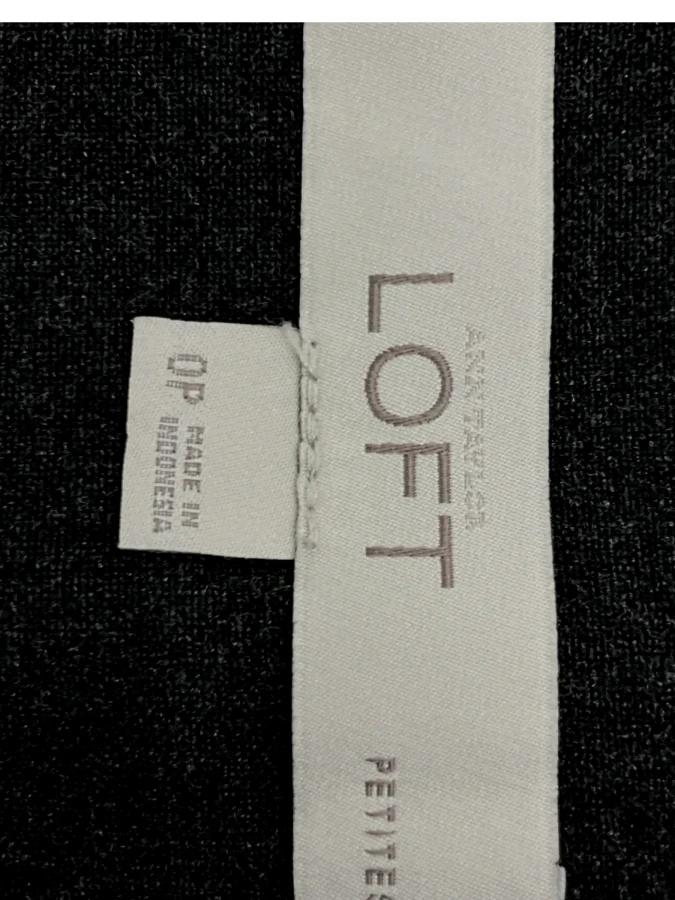 ANN TAYLOR
LOFT
PETITES
0P
MADE IN
INDONESIA